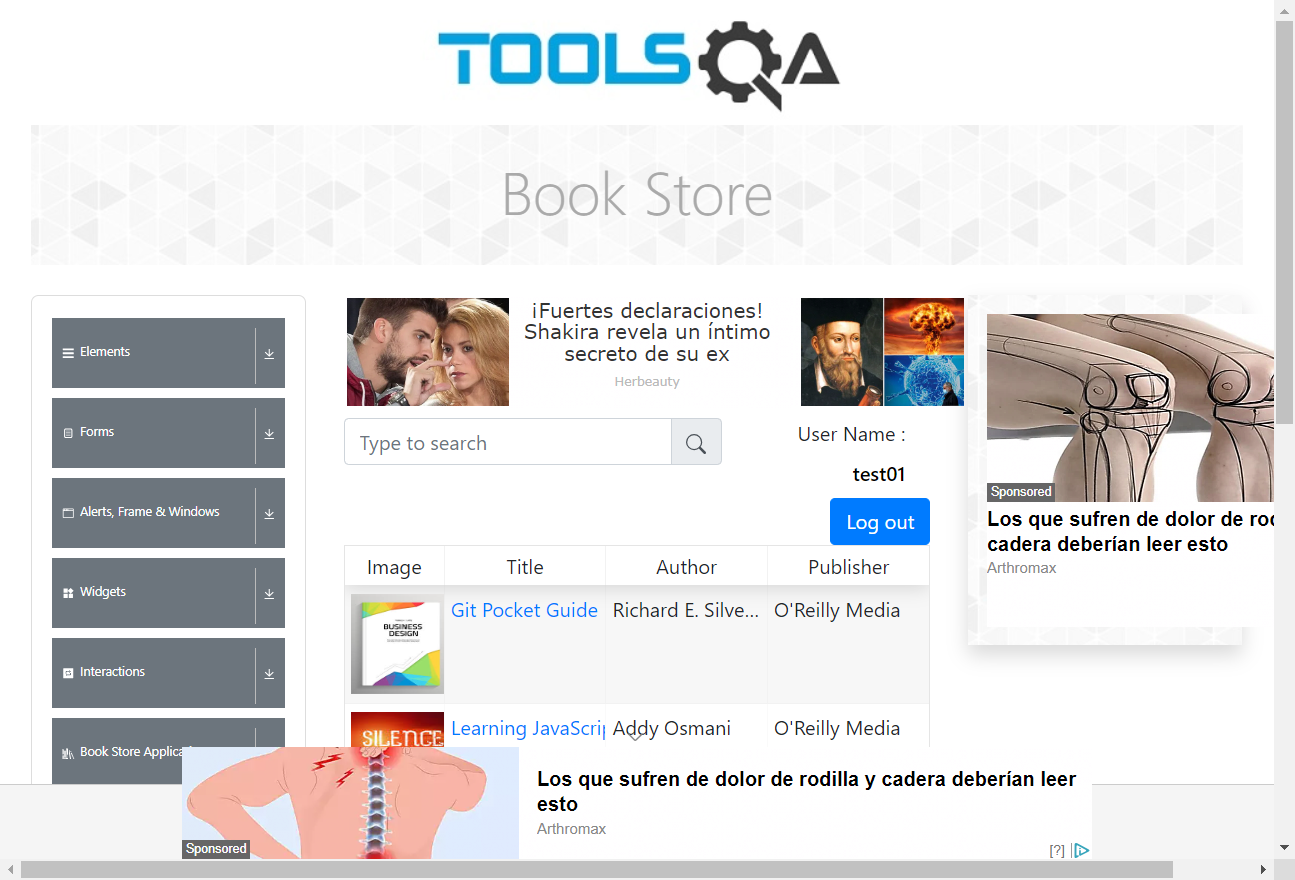 TOOLSQA
Book Store
Elements
Forms
Alerts, Frame & Windows
Widgets
Interactions
Book Store Applica
¡Fuertes declaraciones!
Shakira revela un íntimo
secreto de su ex
Herbeauty
Type to search
User Name :
test01
Log out
Image Title Author Publisher
BUSINESS
DESIGN
Git Pocket Guide Richard E. Silve... O'Reilly Media
SILENCE
Learning JavaScrip Addy Osmani O'Reilly Media
Sponsored
Los que sufren de dolor de rod
cadera deberían leer esto
Arthromax
Sponsored
Los que sufren de dolor de rodilla y cadera deberían leer
esto
Arthromax
[?]